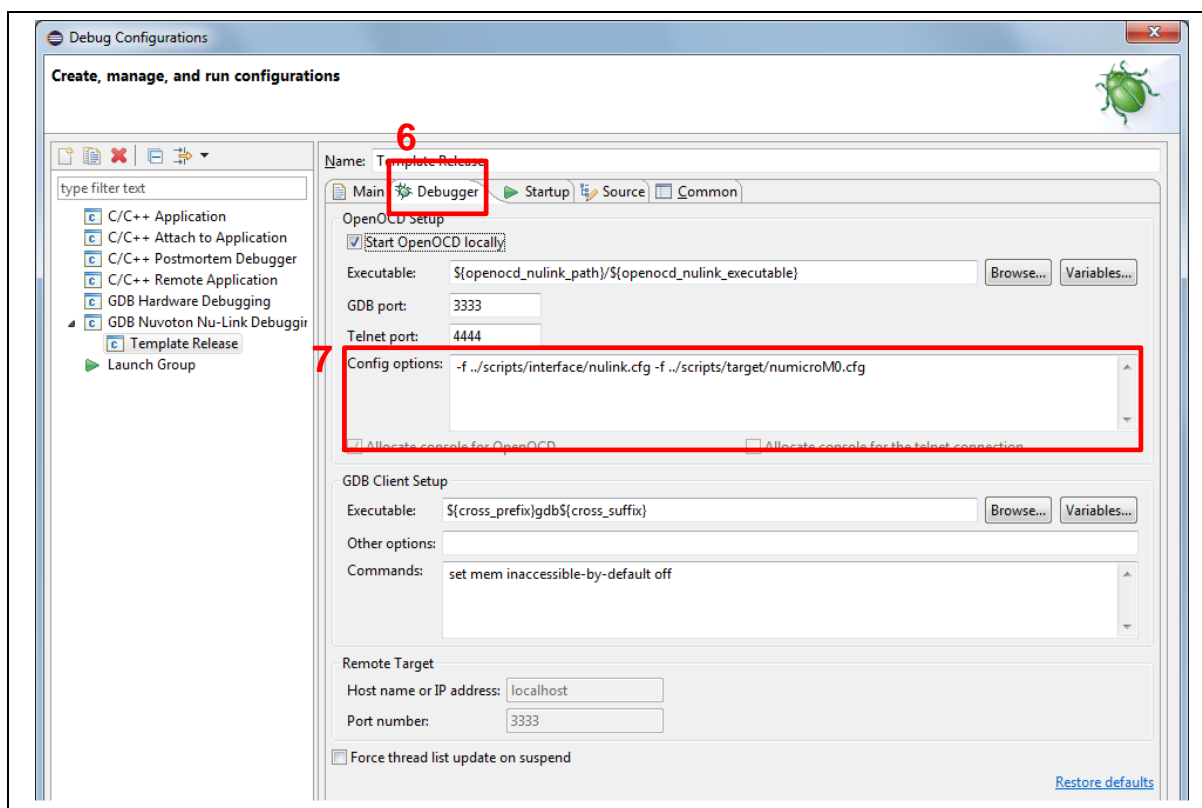 Debug Configurations
Create, manage, and run configurations
6
type filter text
C/C++ Application
C/C++ Attach to Application
C/C++ Postmortem Debugger
C/C++ Remote Application
GDB Hardware Debugging
GDB Nuvoton Nu-Link Debuggin
Template Release
Launch Group
Name: Template Release
Main Debugger Startup Source Common
OpenOCD Setup
Start OpenOCD locally
Executable: ${openocd_nulink_path}/${openocd_nulink_executable} Browse... Variables...
GDB port: 3333
Telnet port: 4444
7
Config options: -f ../scripts/interface/nulink.cfg -f ../scripts/target/numicroM0.cfg
Allocate console for OpenOCD Allocate console for the telnet connection
GDB Client Setup
Executable: ${cross_prefix}gdb${cross_suffix} Browse... Variables...
Other options:
Commands: set mem inaccessible-by-default off
Remote Target
Host name or IP address: localhost
Port number: 3333
Force thread list update on suspend
Restore defaults